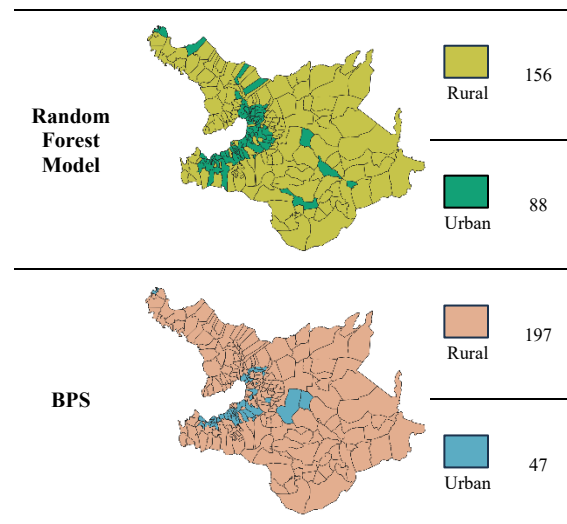 Random
Forest
Model
Rural
156
Urban
88
BPS
Rural
197
Urban
47